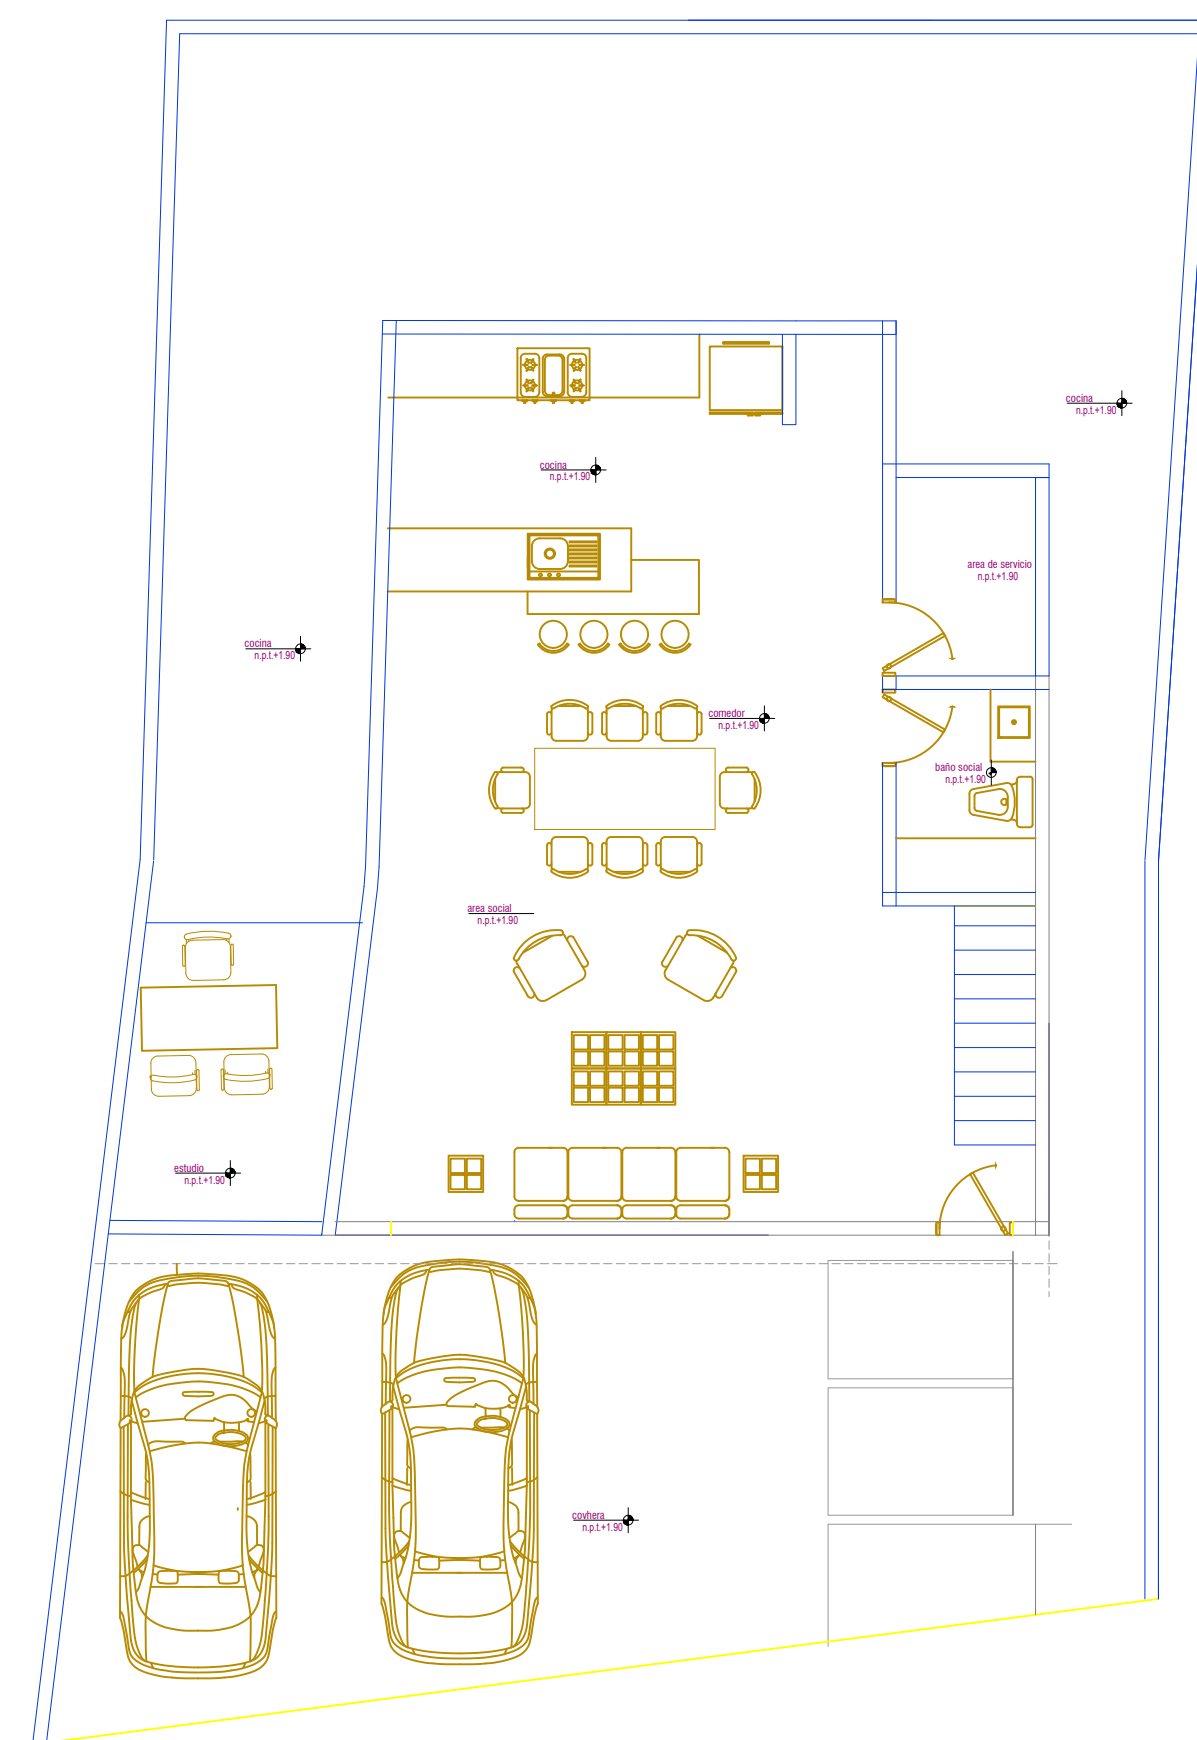 cocina
n.p.t.+1.90
cocina
n.p.t.+1.90
area de servicio
n.p.t.+1.90
cocina
n.p.t.+1.90
comedor
n.p.t.+1.90
baño social
n.p.t.+1.90
area social
n.p.t.+1.90
estudio
n.p.t.+1.90
covhera
n.p.t.+1.90